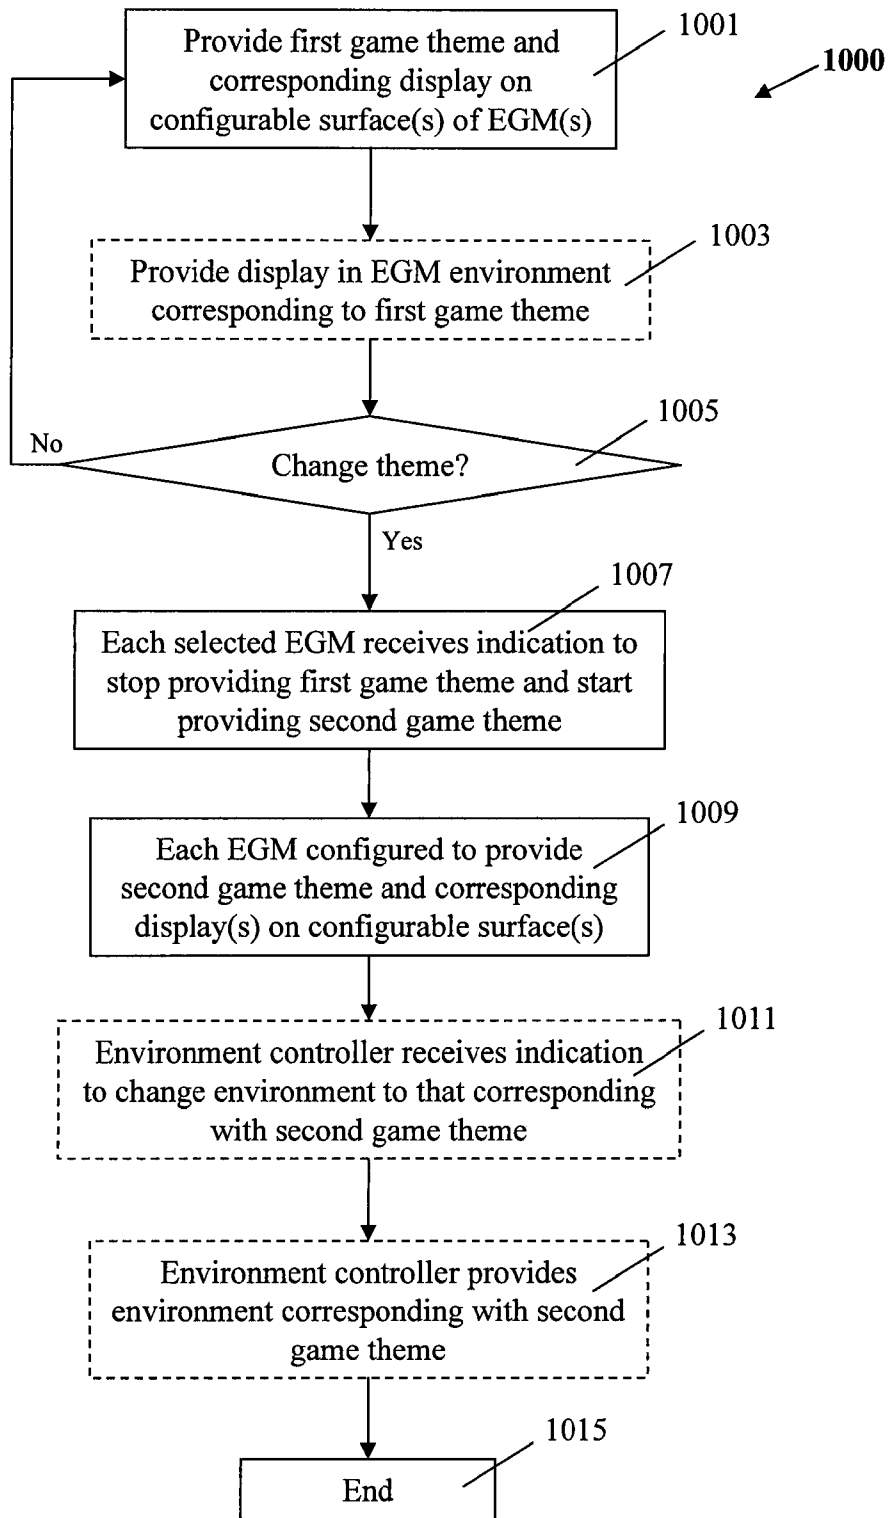 1001
1000
Provide first game theme and
corresponding display on
configurable surface(s) of EGM(s)
1003
Provide display in EGM environment
corresponding to first game theme
1005
No
Change theme?
Yes
1007
Each selected EGM receives indication to
stop providing first game theme and start
providing second game theme
1009
Each EGM configured to provide
second game theme and corresponding
display(s) on configurable surface(s)
1011
Environment controller receives indication
to change environment to that corresponding
with second game theme
1013
Environment controller provides
environment corresponding with second
game theme
1015
End